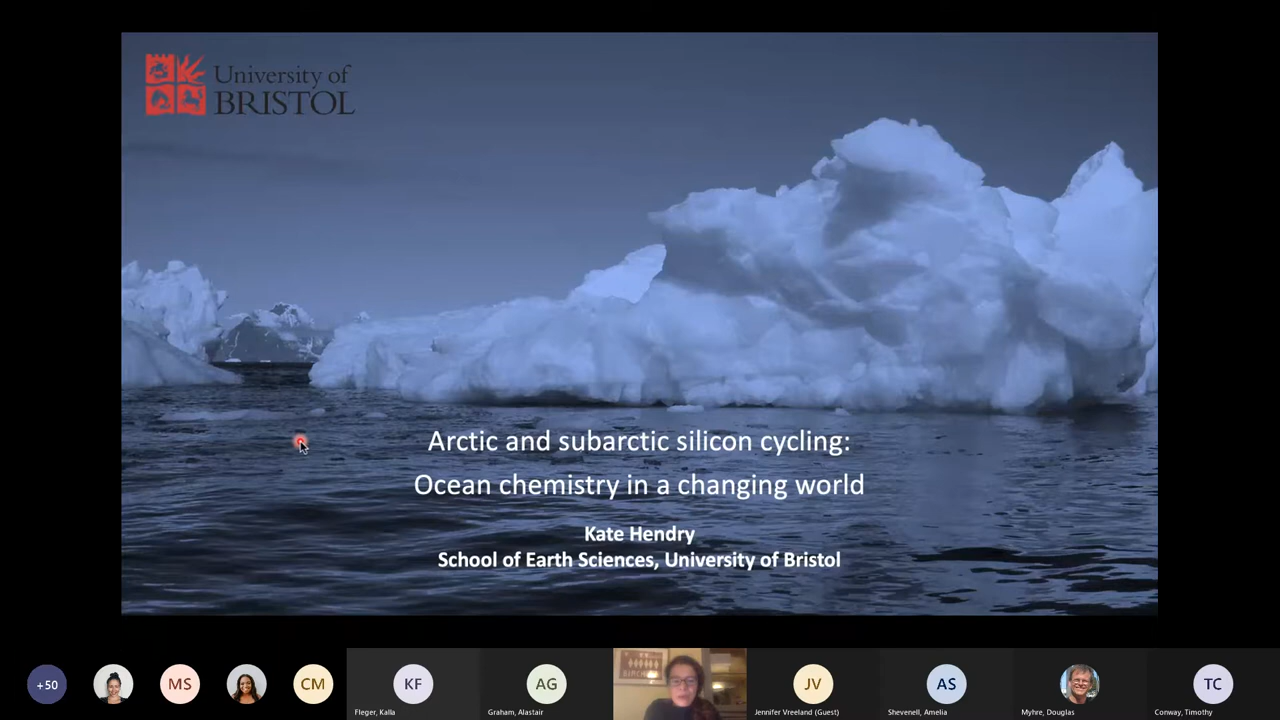 University of
BRISTOL
Arctic and subarctic silicon cycling:
Ocean chemistry in a changing world
Kate Hendry
School of Earth Sciences, University of Bristol
+50
MS
CM
KF
Fleger, Kalla
AG
Graham, Alastair
JV
Jennifer Vreeland (Guest)
AS
Shevenell, Amelia
Myhre, Douglas
TC
Conway, Timothy